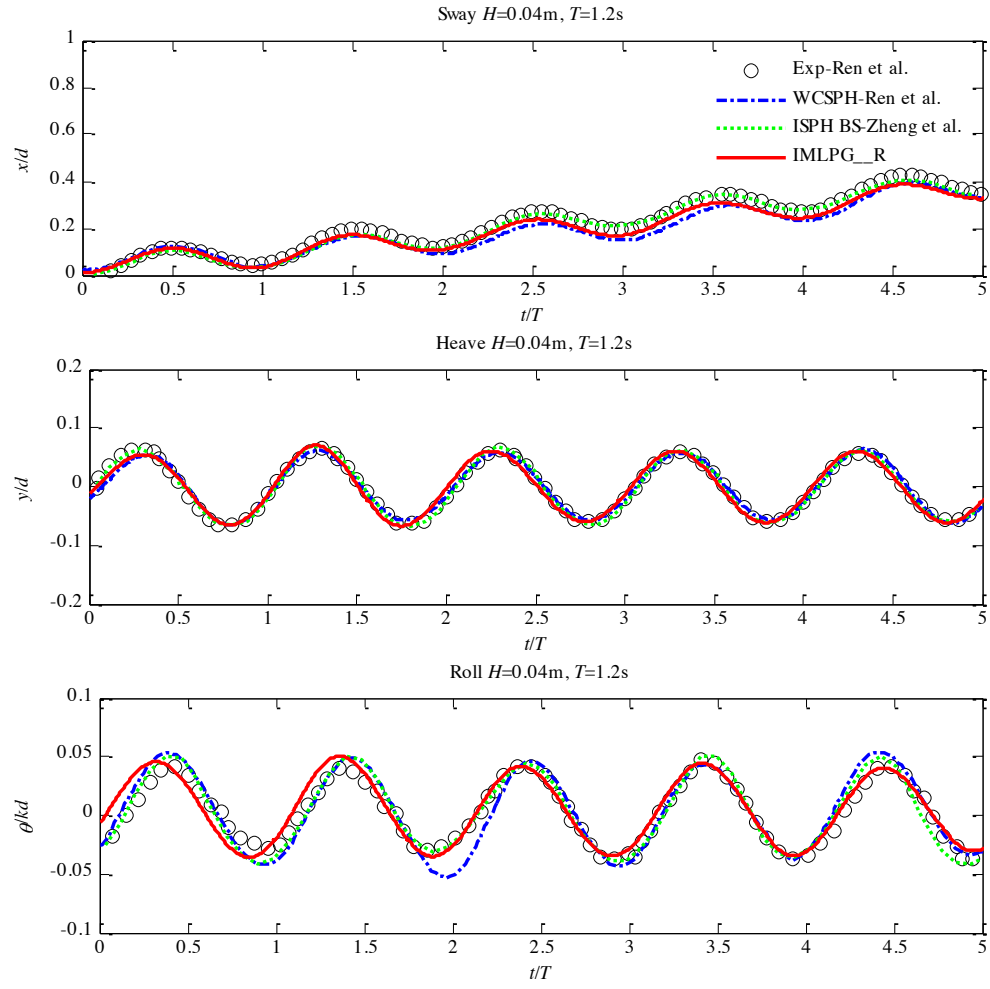 Sway H=0.04m, T=1.2s
1
0.8
0.6
0.4
0.2
0
x/d
Exp-Ren et al.
WCSPH-Ren et al.
ISPH BS-Zheng et al.
IMLPG__R
0 0.5 1 1.5 2 2.5 3 3.5 4 4.5 5
t/T
Heave H=0.04m, T=1.2s
0.2
0.1
0
-0.1
-0.2
y/d
0 0.5 1 1.5 2 2.5 3 3.5 4 4.5 5
t/T
Roll H=0.04m, T=1.2s
0.1
0.05
0
-0.05
-0.1
θ/kd
0 0.5 1 1.5 2 2.5 3 3.5 4 4.5 5
t/T